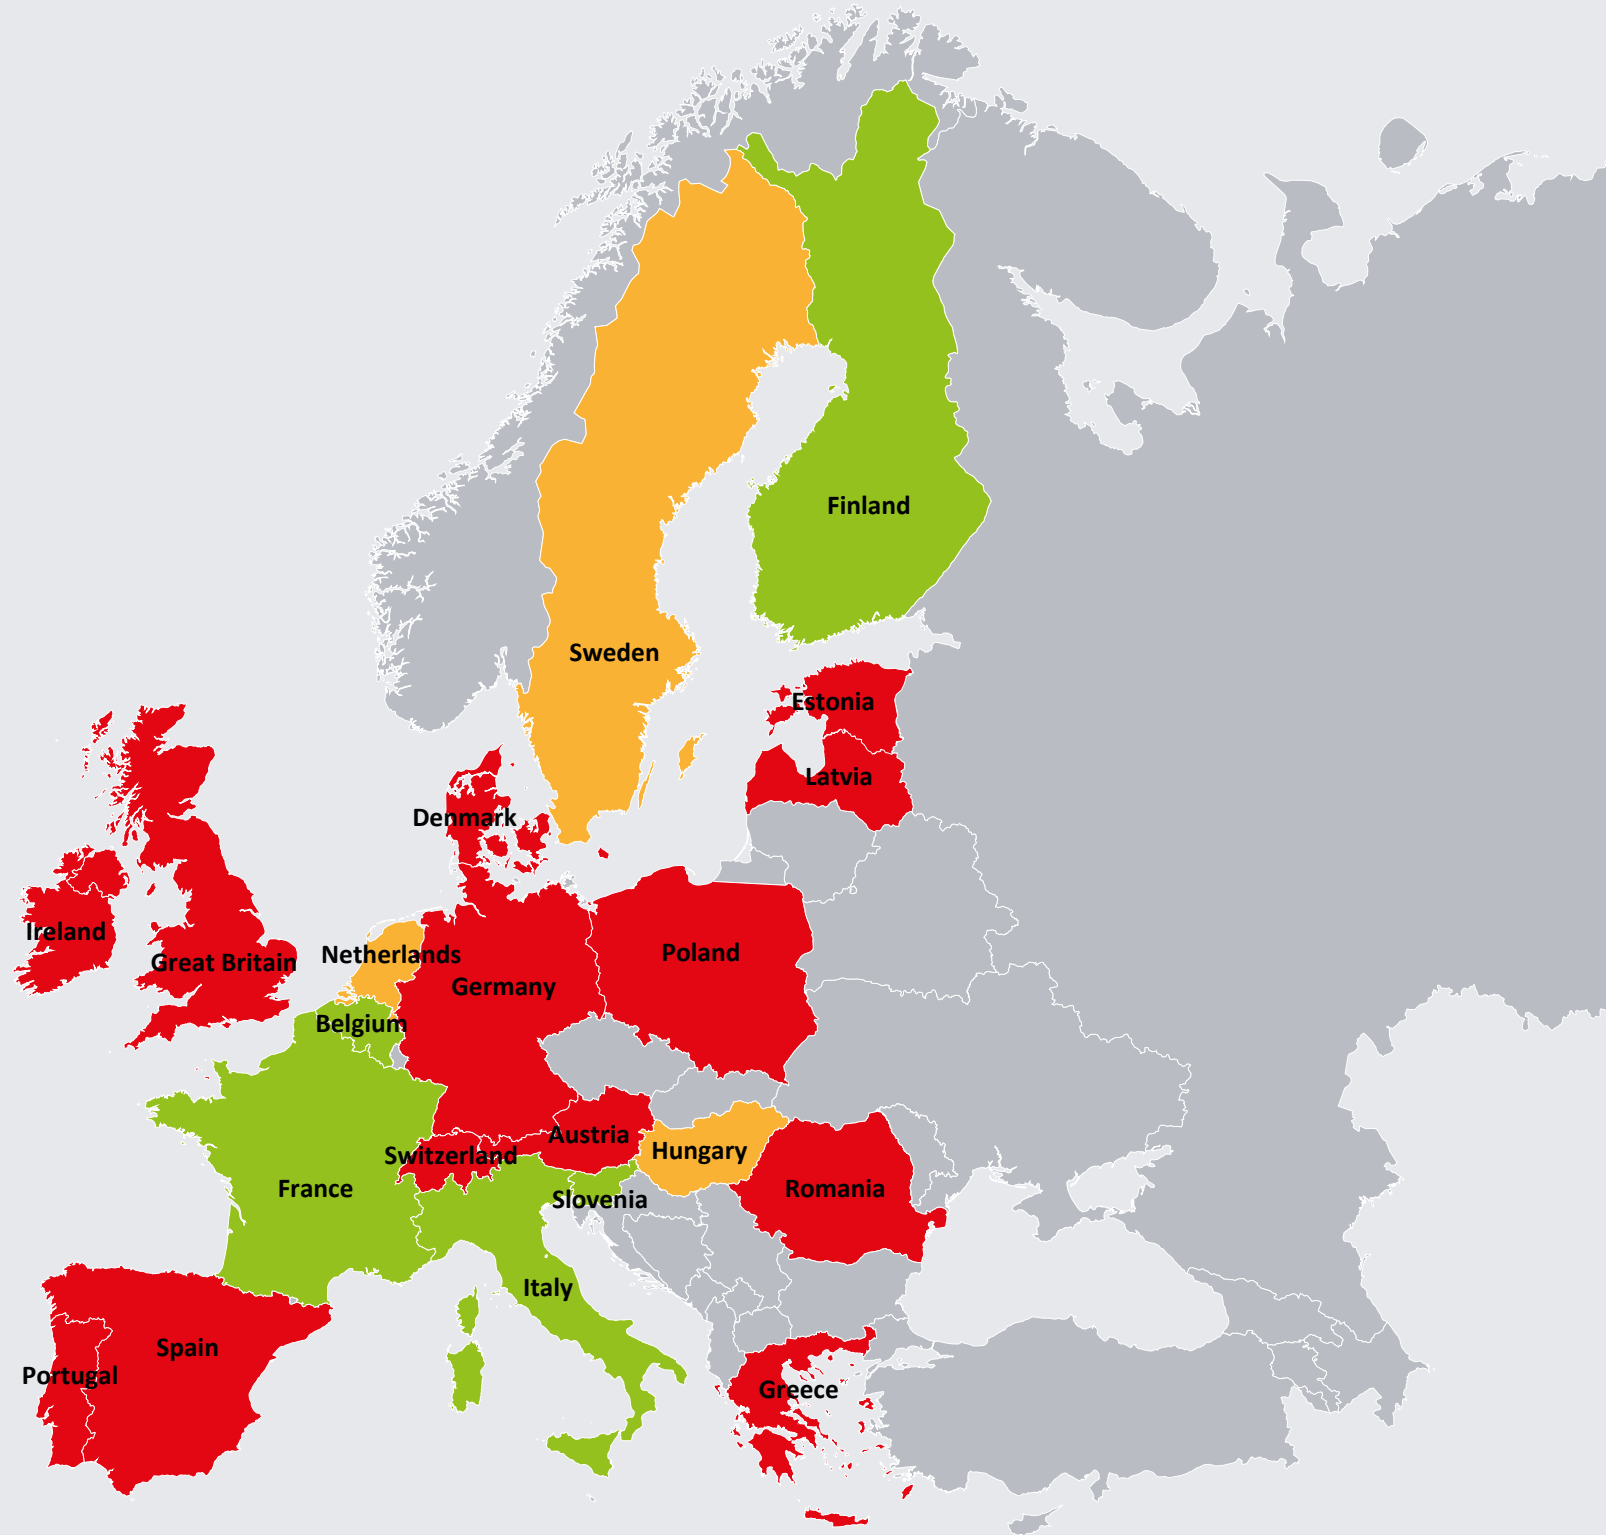 Finland
Sweden
Estonia
Latvia
Denmark
Ireland
Great Britain
Netherlands
Poland
Germany
Belgium
Austria
Switzerland
Hungary
France
Slovenia
Romania
Italy
Spain
Portugal
Greece